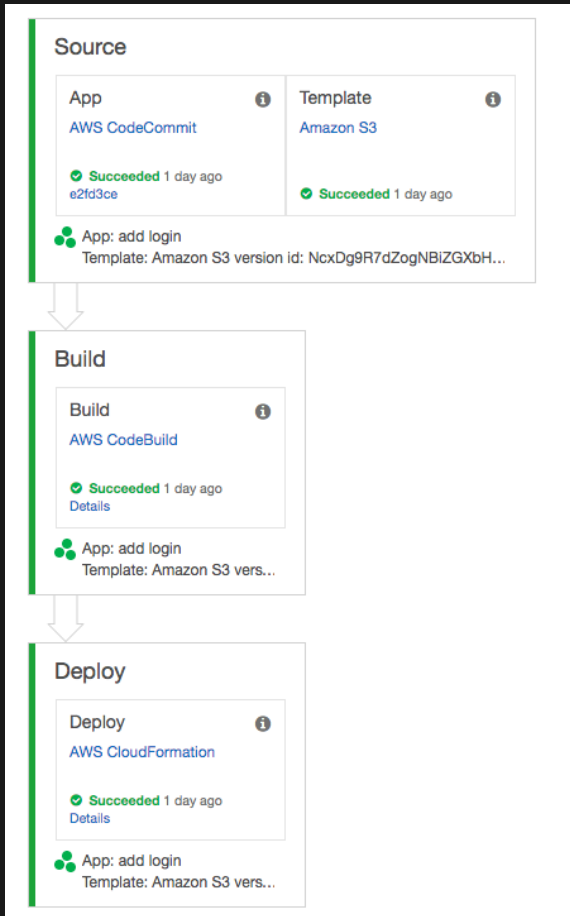 Source
App
AWS CodeCommit
Succeeded 1 day ago
e2fd3ce
Template
Amazon S3
Succeeded 1 day ago
App: add login
Template: Amazon S3 version id: NcxDg9R7dZogNBiZGXbH...
Build
Build
AWS CodeBuild
Succeeded 1 day ago
Details
App: add login
Template: Amazon S3 vers...
Deploy
Deploy
AWS CloudFormation
Succeeded 1 day ago
Details
App: add login
Template: Amazon S3 vers...